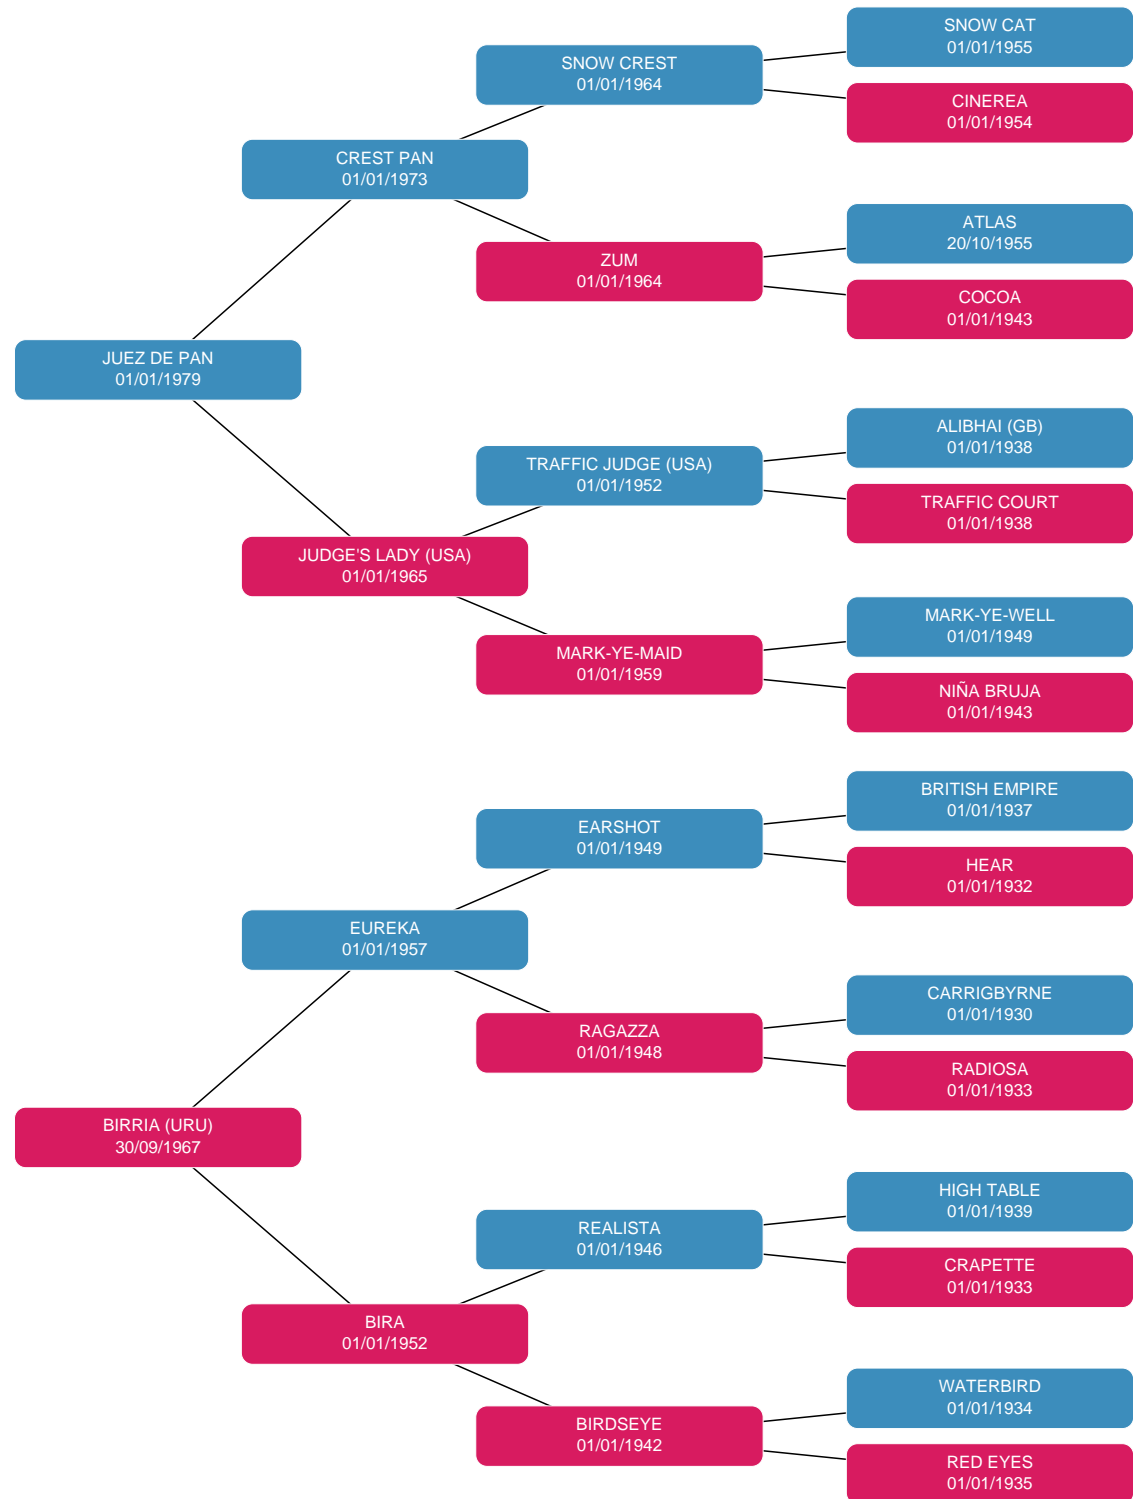 SNOW CAT
01/01/1955
SNOW CREST
01/01/1964
CINEREA
01/01/1954
CREST PAN
01/01/1973
ATLAS
20/10/1955
ZUM
01/01/1964
COCOA
01/01/1943
JUEZ DE PAN
01/01/1979
ALIBHAI (GB)
01/01/1938
TRAFFIC JUDGE (USA)
01/01/1952
TRAFFIC COURT
01/01/1938
JUDGE'S LADY (USA)
01/01/1965
MARK-YE-WELL
01/01/1949
MARK-YE-MAID
01/01/1959
NIÑA BRUJA
01/01/1943
BRITISH EMPIRE
01/01/1937
EARSHOT
01/01/1949
HEAR
01/01/1932
EUREKA
01/01/1957
CARRIGBYRNE
01/01/1930
RAGAZZA
01/01/1948
RADIOSA
01/01/1933
BIRRIA (URU)
30/09/1967
HIGH TABLE
01/01/1939
REALISTA
01/01/1946
CRAPETTE
01/01/1933
BIRA
01/01/1952
WATERBIRD
01/01/1934
BIRDSEYE
01/01/1942
RED EYES
01/01/1935